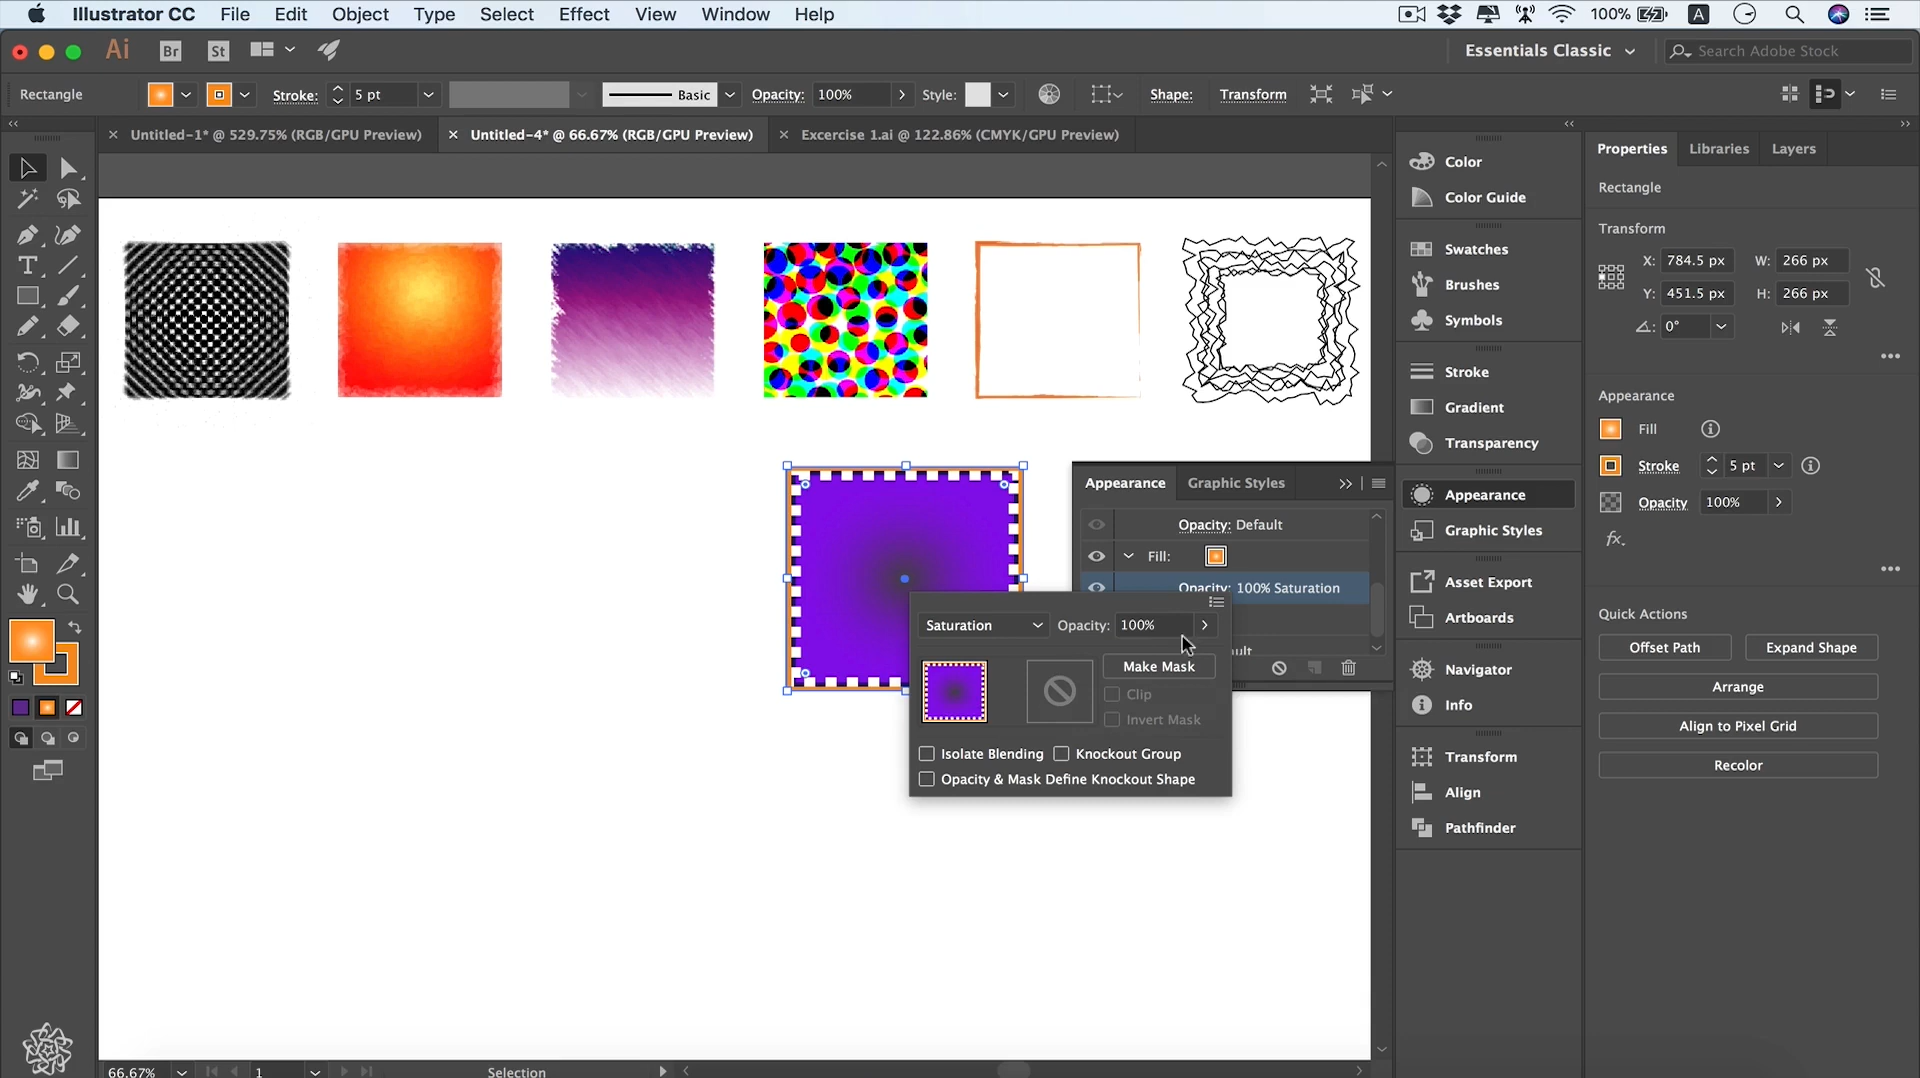 Illustrator CC File Edit Object Type Select Effect View Window Help 100% A
Ai Br St Essentials Classic Search Adobe Stock
Rectangle Stroke: 5 pt Basic Opacity: 100% Style: Shape: Transform
Untitled-1* @ 529.75% (RGB/GPU Preview) Untitled-4* @ 66.67% (RGB/GPU Preview) Excercise 1.ai @ 122.86% (CMYK/GPU Preview)
Color
Color Guide
Swatches
Brushes
Symbols
Stroke
Gradient
Transparency
Appearance
Graphic Styles
Asset Export
Artboards
Navigator
Info
Transform
Align
Pathfinder
Properties Libraries Layers
Rectangle
Transform
X: 784.5 px W: 266 px
Y: 451.5 px H: 266 px
0°
Appearance
Fill
Stroke 5 pt
Opacity 100%
fx.
Quick Actions
Offset Path Expand Shape
Arrange
Align to Pixel Grid
Recolor
Appearance Graphic Styles
Opacity: Default
Fill:
Opacity: 100% Saturation
Saturation Opacity: 100%
Make Mask
Clip
Invert Mask
Isolate Blending Knockout Group
Opacity & Mask Define Knockout Shape
66.67% 1 Selection